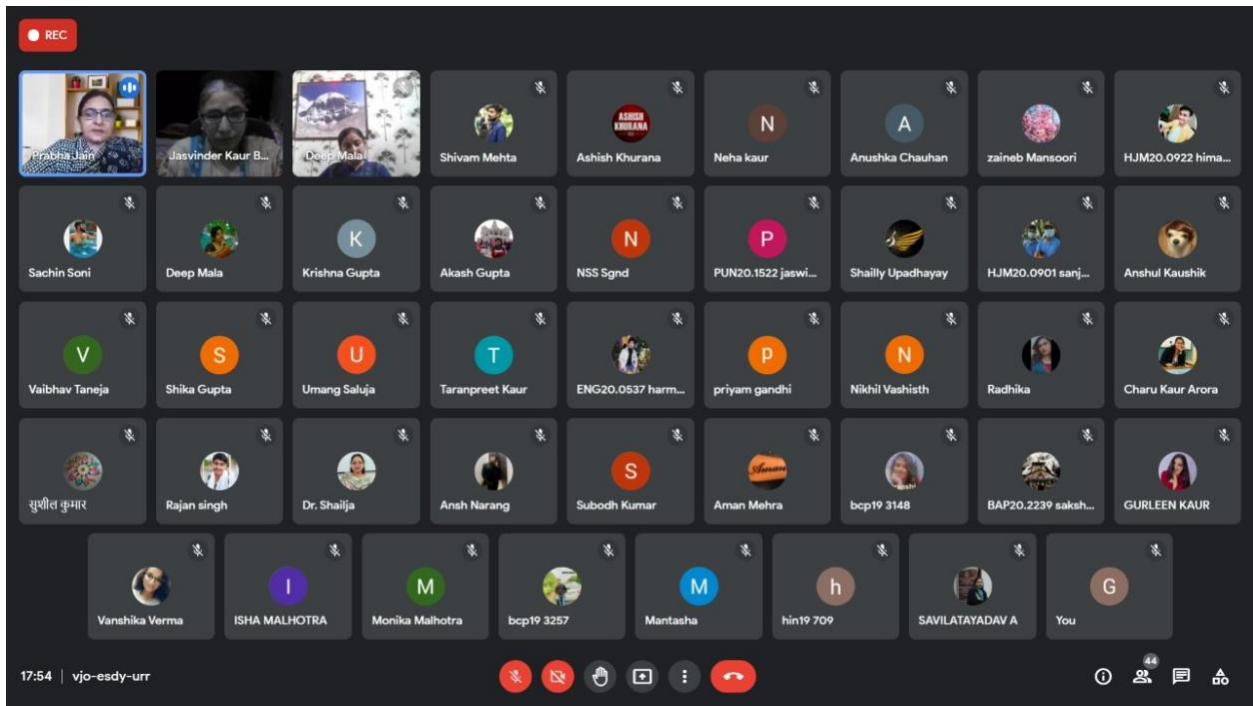 REC
Prabha Jain
Jasvinder Kaur B...
Deep Mala
Shivam Mehta
ASHISH
KHURANA
Ashish Khurana
N
Neha kaur
A
Anushka Chauhan
zaineb Mansoori
HJM20.0922 hima...
Sachin Soni
Deep Mala
K
Krishna Gupta
Akash Gupta
N
NSS Sgnd
P
PUN20.1522 jaswi...
Shailly Upadhayay
HJM20.0901 sanj...
Anshul Kaushik
V
Vaibhav Taneja
S
Shika Gupta
U
Umang Saluja
T
Taranpreet Kaur
ENG20.0537 harm...
p
priyam gandhi
N
Nikhil Vashisth
Radhika
Charu Kaur Arora
सुशील कुमार
Rajan singh
Dr. Shailja
Ansh Narang
S
Subodh Kumar
Aman
Aman Mehra
bcp19 3148
BAP20.2239 saksh...
GURLEEN KAUR
Vanshika Verma
I
ISHA MALHOTRA
M
Monika Malhotra
bcp19 3257
M
Mantasha
h
hin19 709
SAVILATAYADAV A
G
You
17:54 | vjo-esdy-urr
44